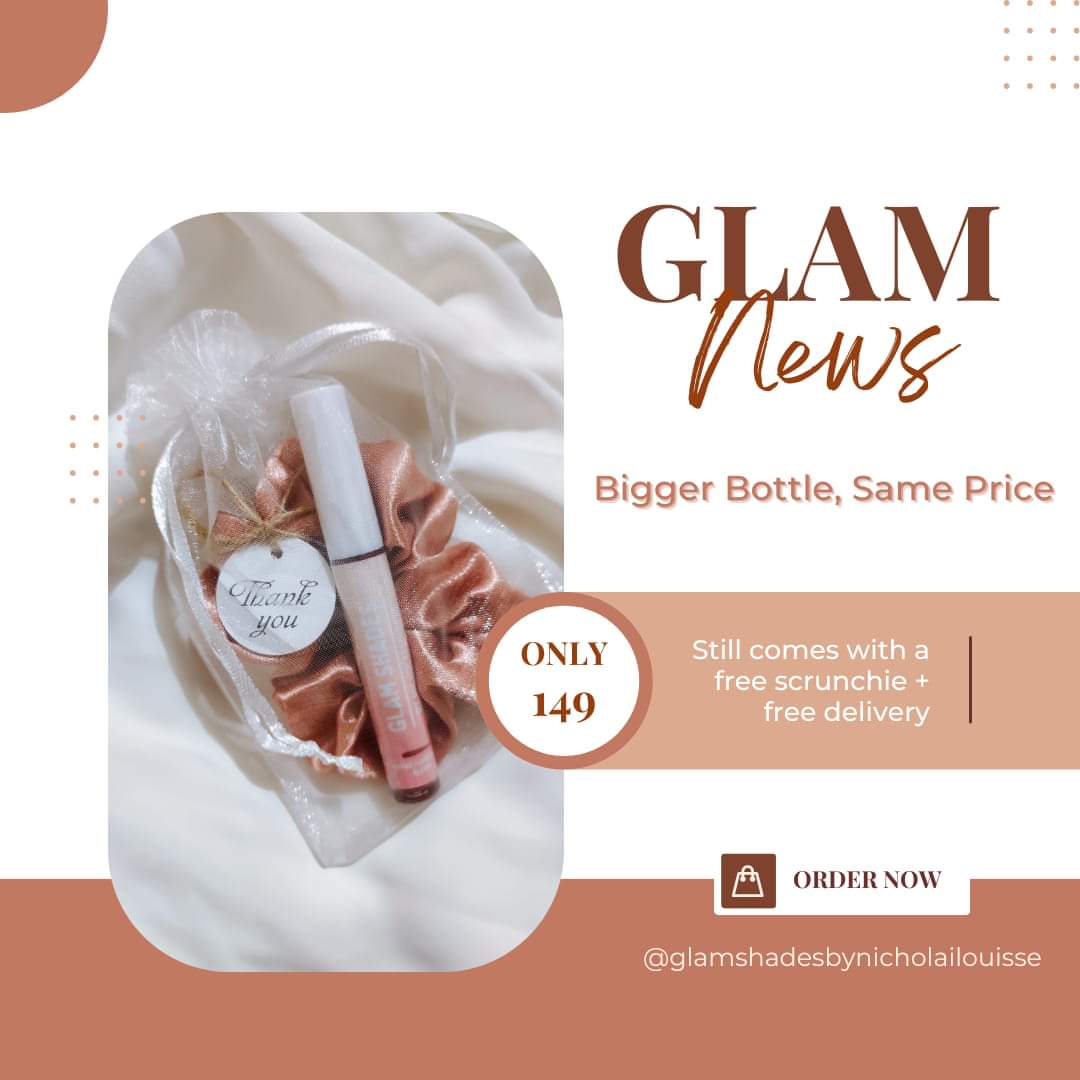 GLAM
News
Bigger Bottle, Same Price
Thank
you
GLAM SHADES
ONLY
149
Still comes with a
free scrunchie +
free delivery
ORDER NOW
@glamshadesbynicholailouisse